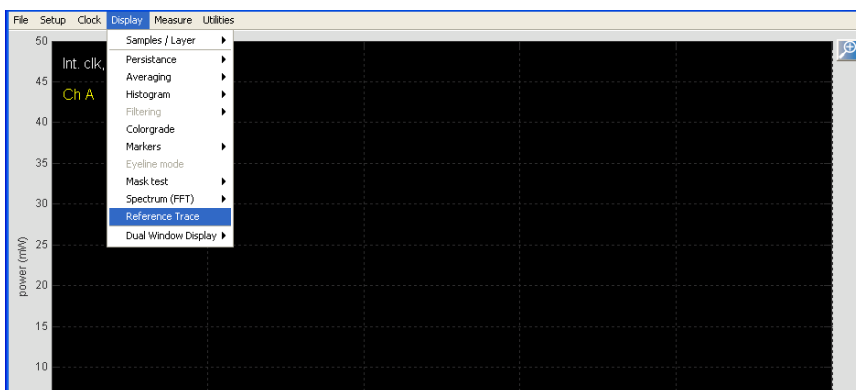 File Setup Clock Display Measure Utilities
Samples / Layer
Persistance
Averaging
Histogram
Filtering
Colorgrade
Markers
Eyeline mode
Mask test
Spectrum (FFT)
Reference Trace
Dual Window Display
Int. clk,
Ch A
50
45
40
35
30
25
20
15
10
power (mW)